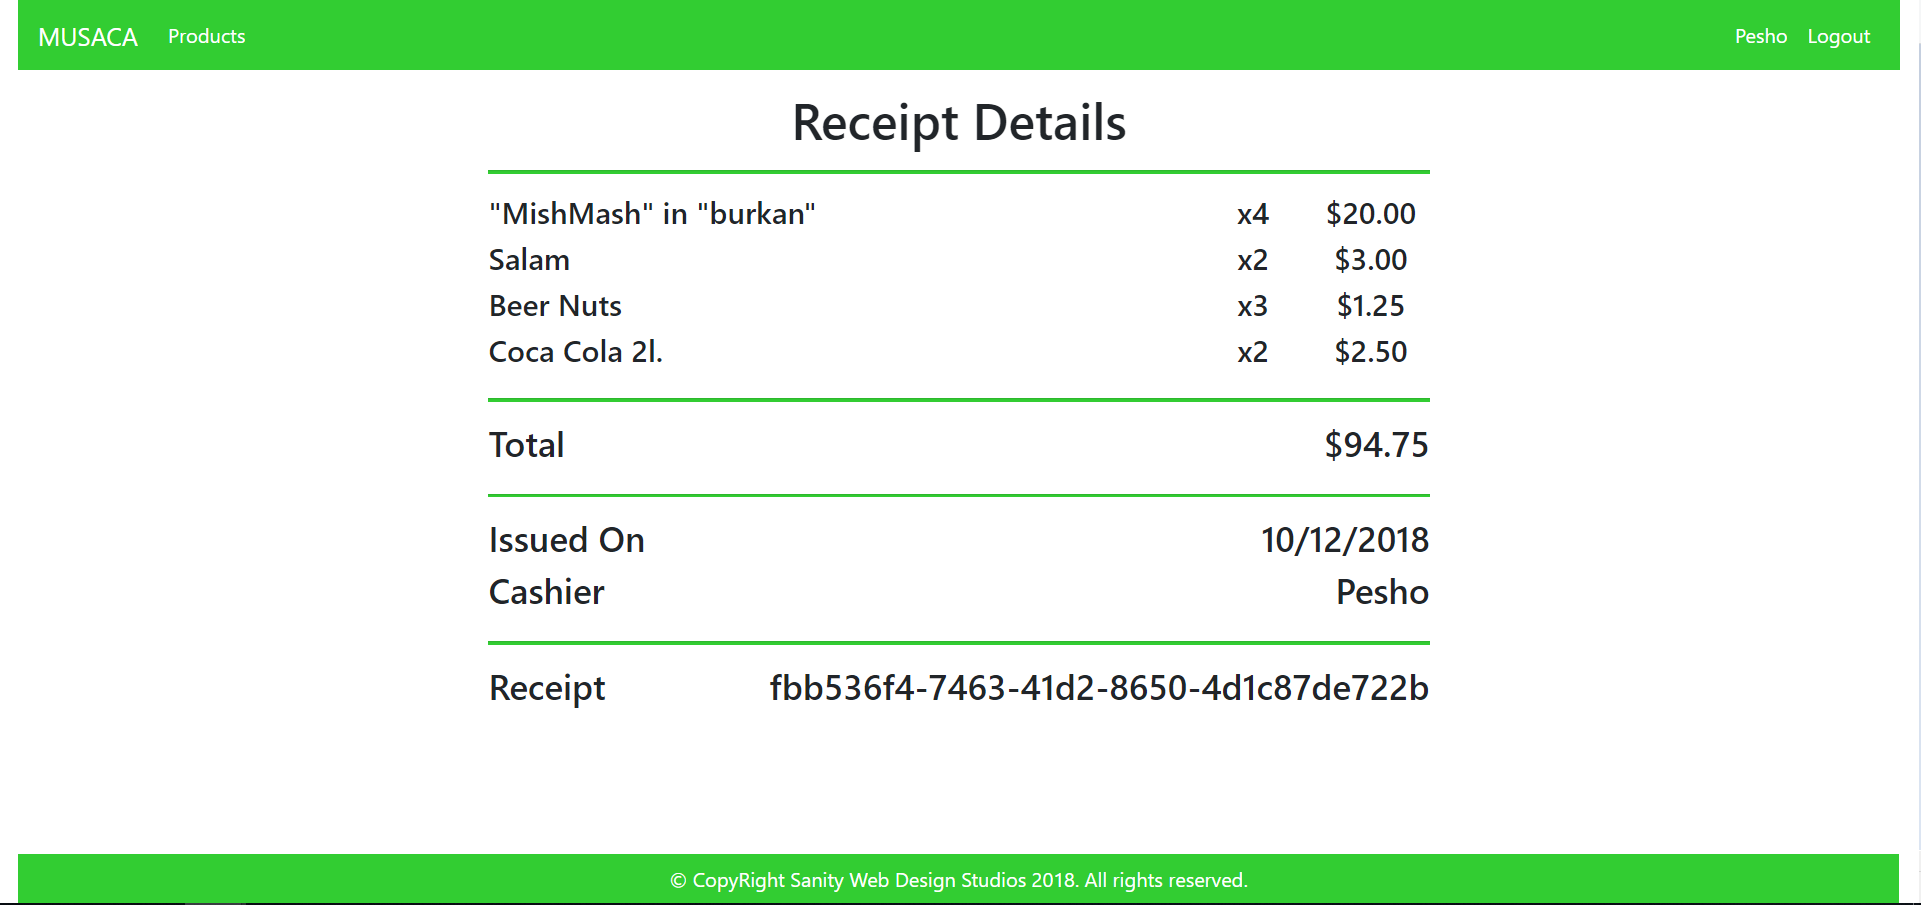 MUSACA Products Pesho Logout
Receipt Details
"MishMash" in "burkan" x4 $20.00
Salam x2 $3.00
Beer Nuts x3 $1.25
Coca Cola 2l. x2 $2.50
Total $94.75
Issued On 10/12/2018
Cashier Pesho
Receipt fbb536f4-7463-41d2-8650-4d1c87de722b
© CopyRight Sanity Web Design Studios 2018. All rights reserved.